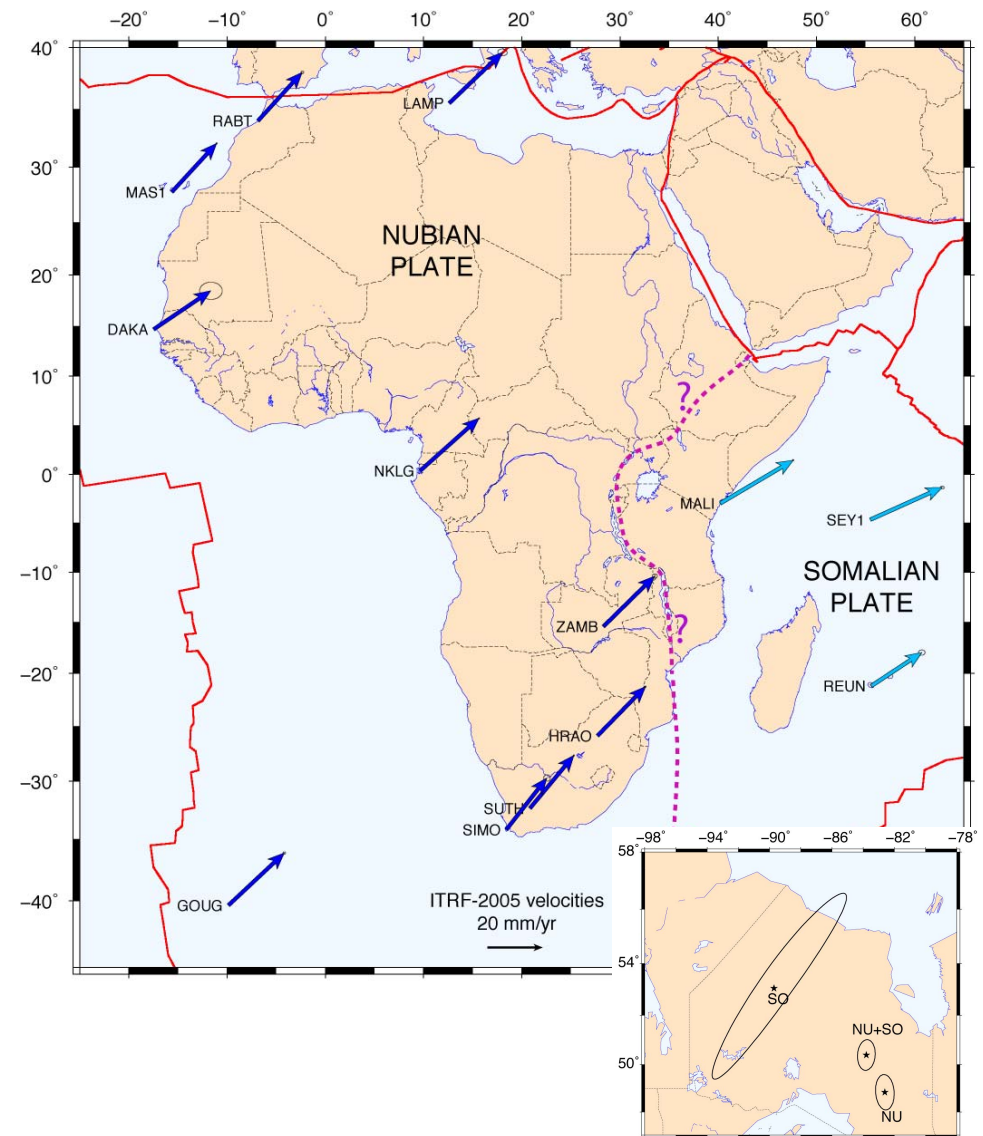 −20° −10° 0° 10° 20° 30° 40° 50° 60°
40°
LAMP
RABT
30°
MAS1
NUBIAN
PLATE
20°
DAKA
10°
?
NKLG
0°
MALI
SEY1
−10°
SOMALIAN
PLATE
ZAMB
?
−20°
REUN
HRAO
−30°
SUTH
SIMO
−40°
GOUG
ITRF-2005 velocities
20 mm/yr
−98 −94° −90° −86° −82° −78°
58°
54°
SO
NU+SO
50°
NU